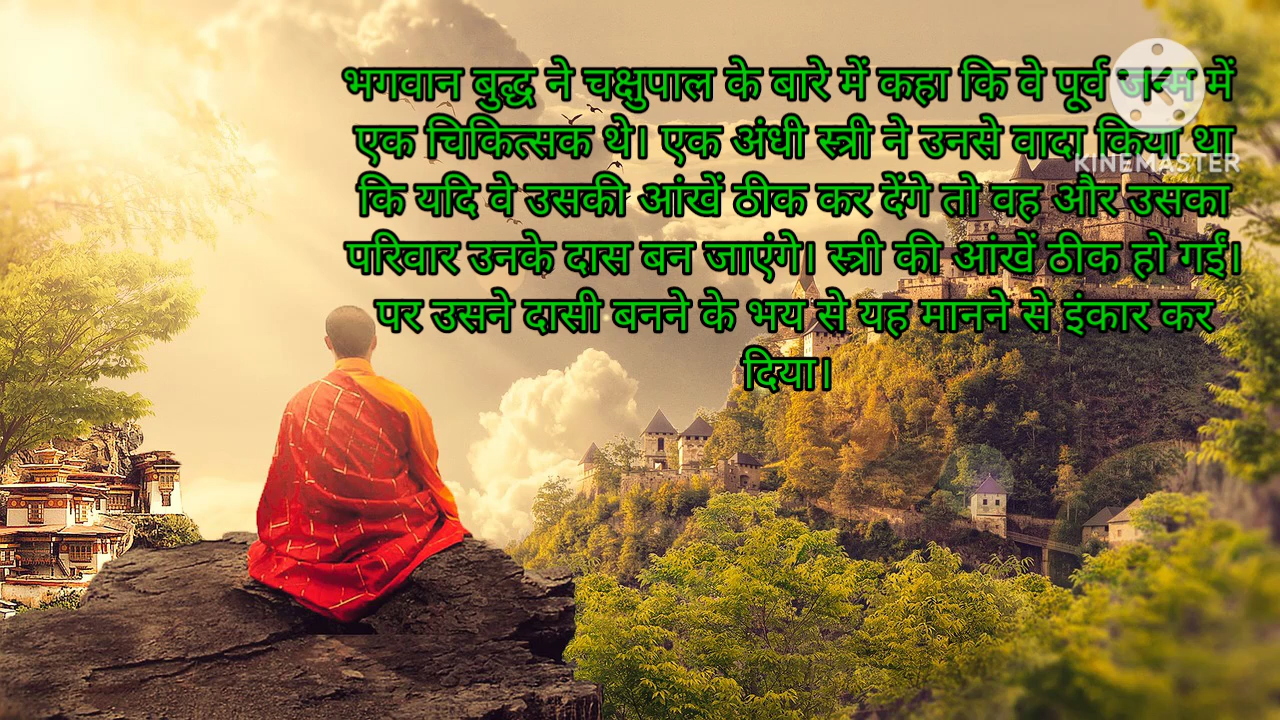 भगवान बुद्ध ने चक्षुपाल के बारे में कहा कि वे पूर्व जन्म में
एक चिकित्सक थे। एक अंधी स्त्री ने उनसे वादा किया था
कि यदि वे उसकी आंखें ठीक कर देंगे तो वह और उसका
परिवार उनके दास बन जाएंगे। स्त्री की आंखें ठीक हो गईं।
पर उसने दासी बनने के भय से यह मानने से इंकार कर
दिया।
KINEMASTER